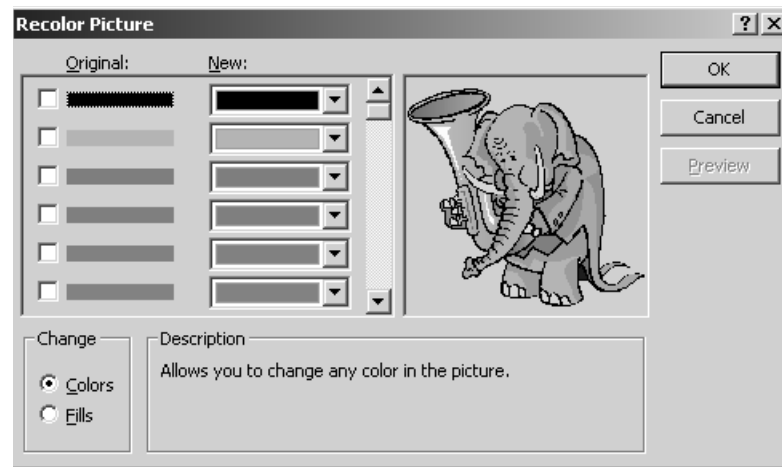 Recolor Picture
Original: New:
OK
Cancel
Preview
Change
Colors
Fills
Description
Allows you to change any color in the picture.